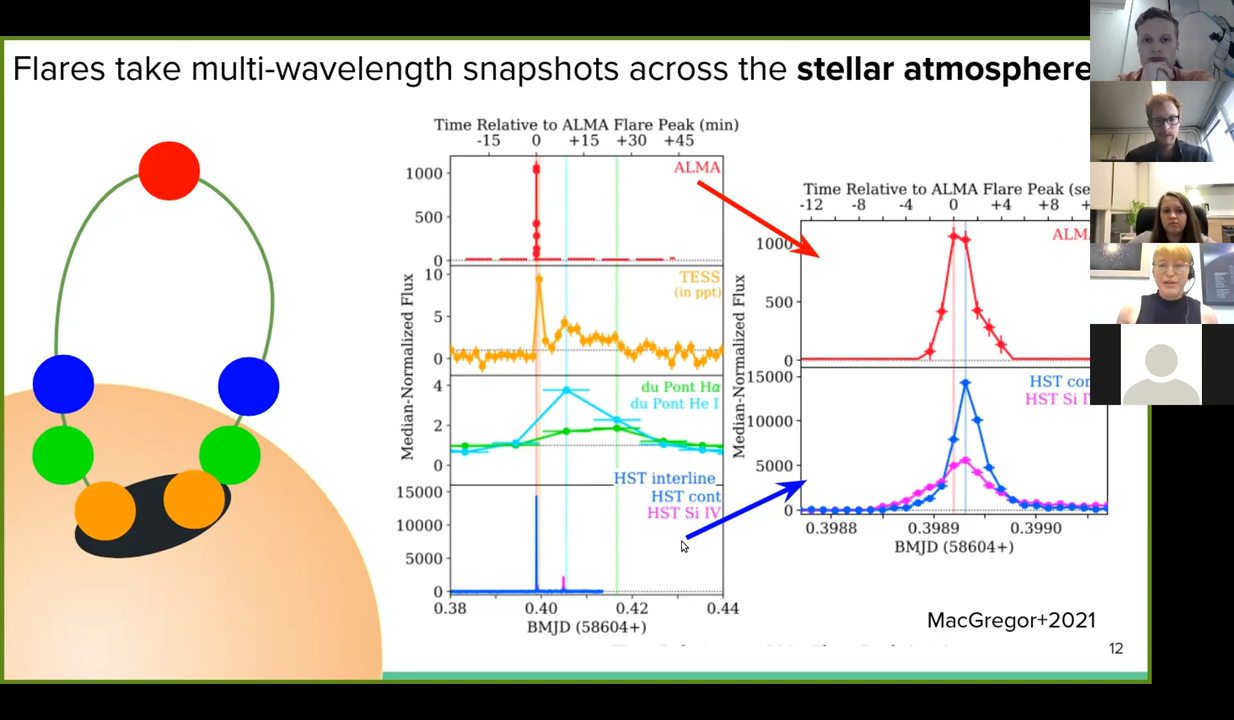 Flares take multi-wavelength snapshots across the stellar atmosphere
Time Relative to ALMA Flare Peak (min)
-15 0 +15 +30 +45
ALMA
1000
500
0
TESS
(in ppt)
10
5
0
du Pont Hα
du Pont He I
4
2
0
HST interline
HST cont
HST Si IV
15000
10000
5000
0
0.38 0.40 0.42 0.44
BMJD (58604+)
Median-Normalized Flux
Time Relative to ALMA Flare Peak (se
-12 -8 -4 0 +4 +8 +
ALM
1000
500
0
HST con
HST Si I
15000
10000
5000
0
0.3988 0.3989 0.3990
BMJD (58604+)
Median-Normalized Flux
MacGregor+2021
12